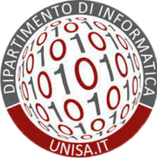 DIPARTIMENTO DI INFORMATICA
UNISA.IT